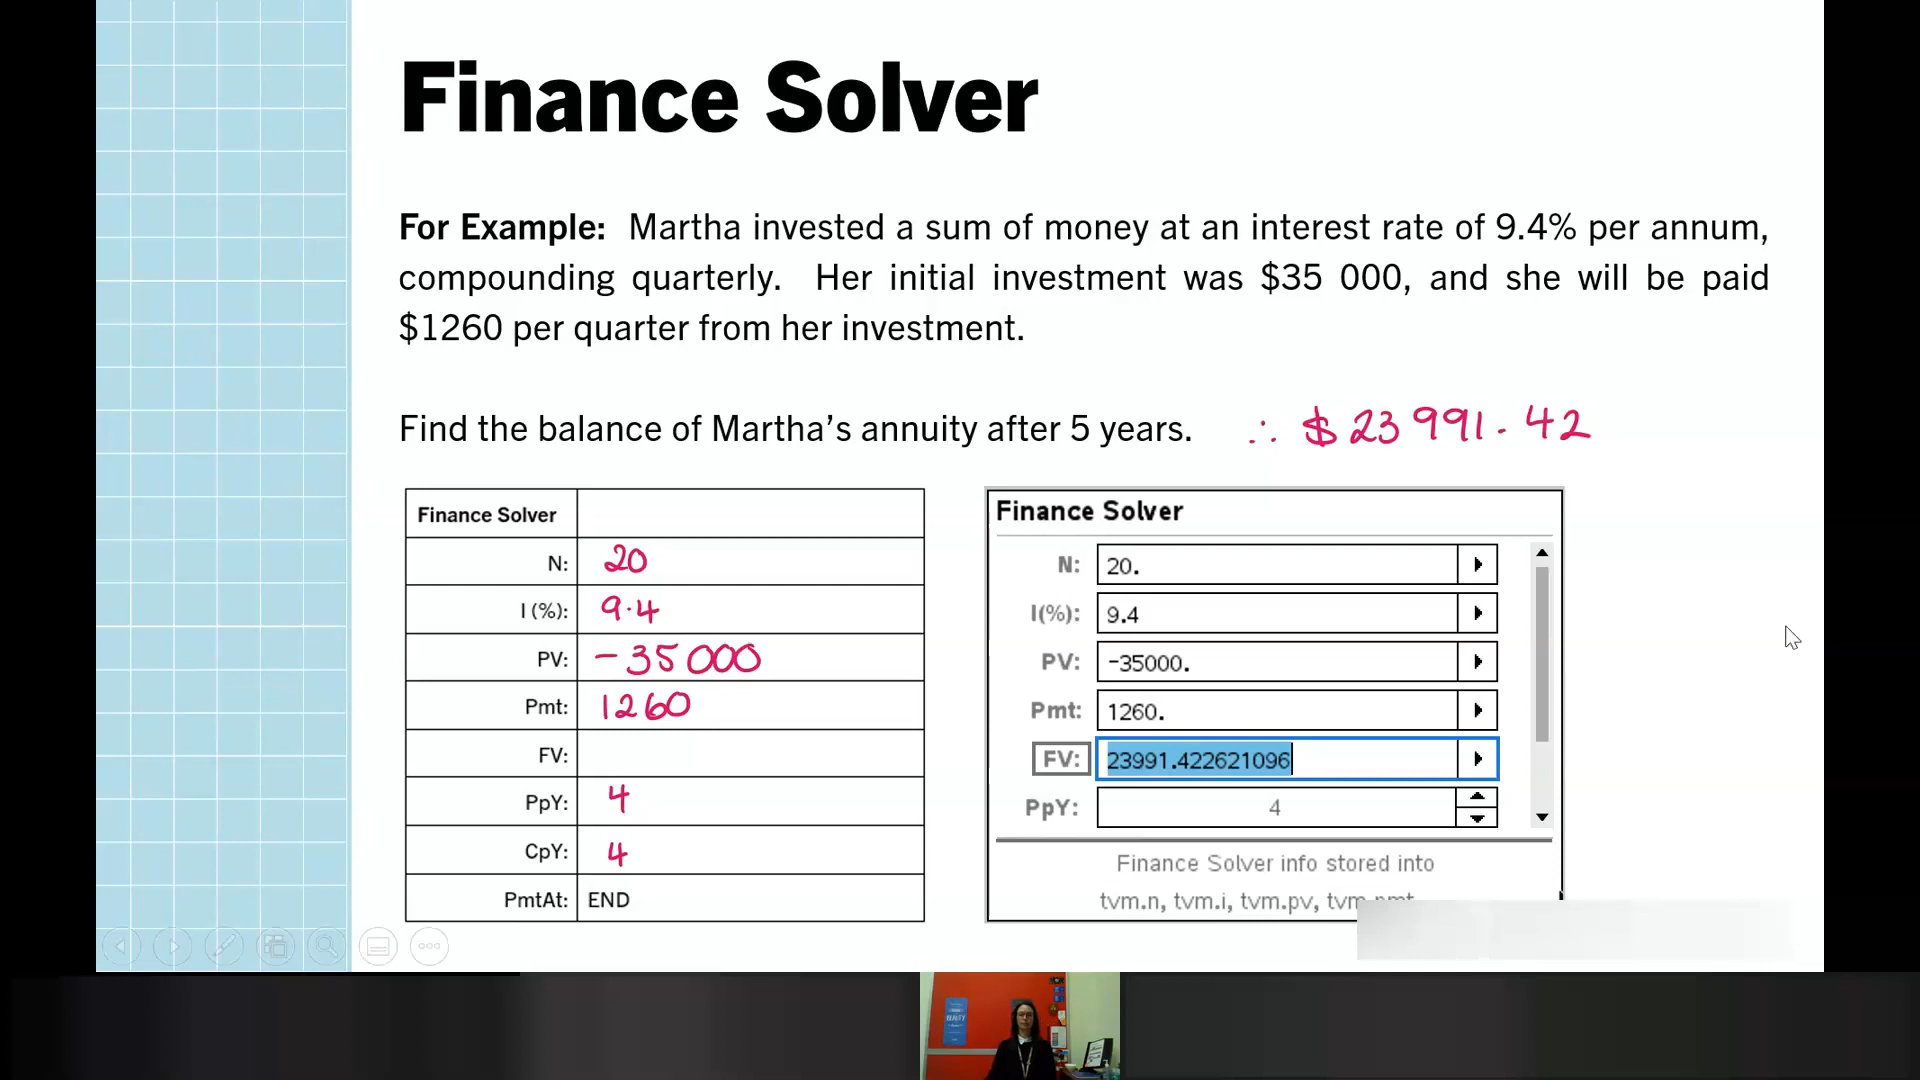 Finance Solver
For Example: Martha invested a sum of money at an interest rate of 9.4% per annum,
compounding quarterly. Her initial investment was $35 000, and she will be paid
$1260 per quarter from her investment.
Find the balance of Martha's annuity after 5 years. ∴ $23 991.42
Finance Solver
N: 20
I (%): 9.4
PV: -35000
Pmt: 1260
FV:
PpY: 4
CpY: 4
PmtAt: END
Finance Solver
N: 20.
I(%): 9.4
PV: -35000.
Pmt: 1260.
FV: 23991.422621096
PpY: 4
Finance Solver info stored into
tvm.n, tvm.i, tvm.pv, tvm.pmt
BEAUTY